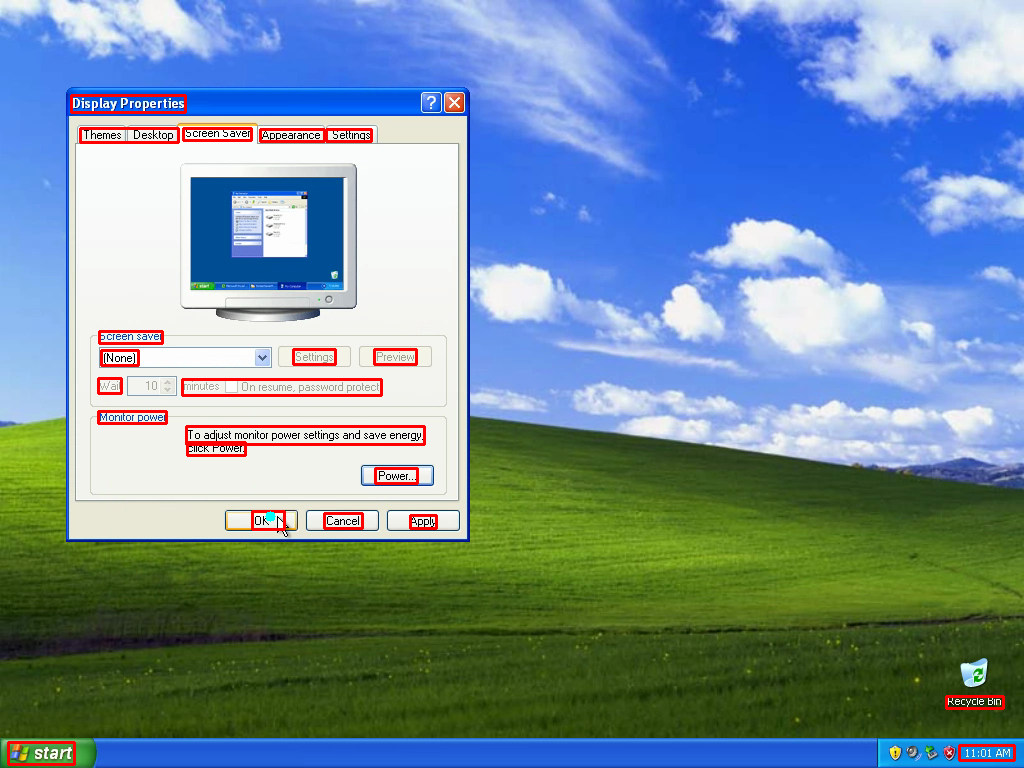 Display Properties
Themes Desktop Screen Saver Appearance Settings
start
Screen saver
(None) Settings Preview
Wait 10 minutes On resume, password protect
Monitor power
To adjust monitor power settings and save energy,
click Power.
Power...
OK Cancel Apply
Recycle Bin
start 11:01 AM